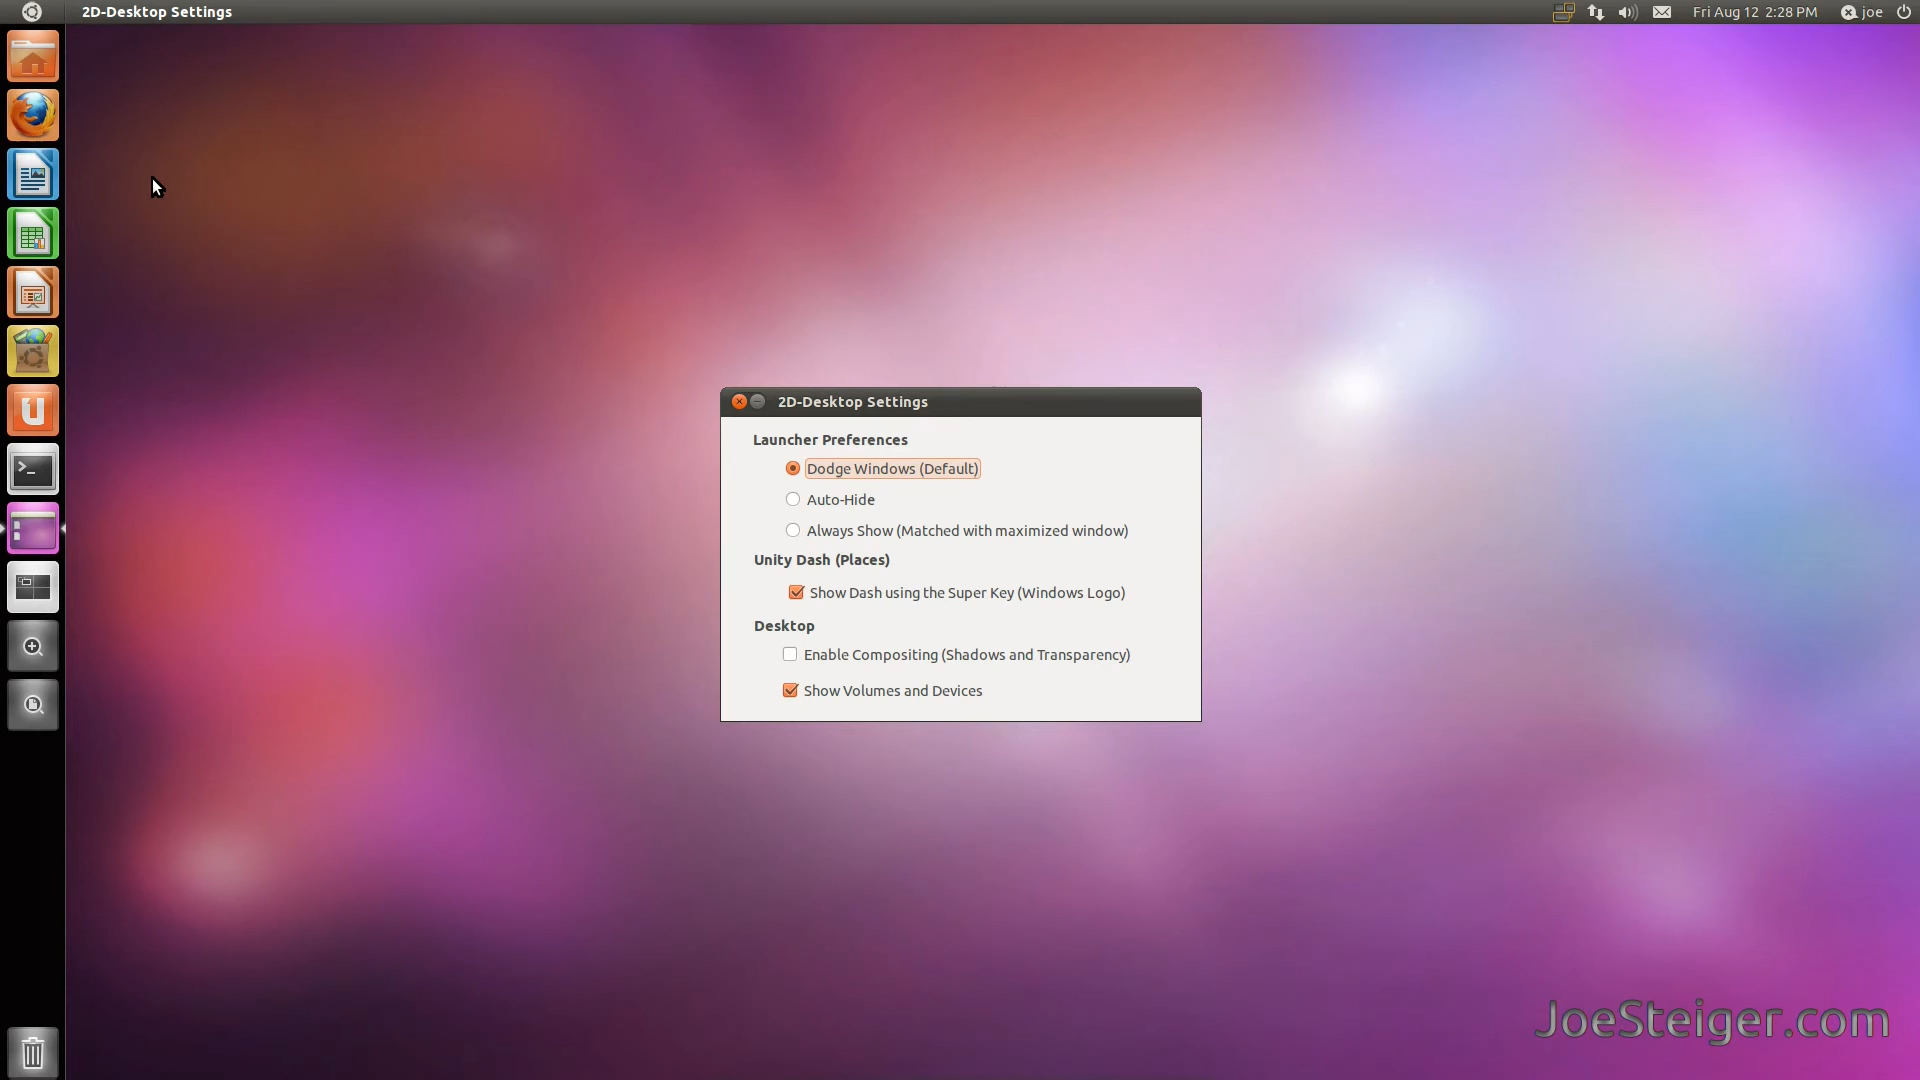 2D-Desktop Settings
Fri Aug 12 2:28 PM
joe
2D-Desktop Settings
Launcher Preferences
Dodge Windows (Default)
Auto-Hide
Always Show (Matched with maximized window)
Unity Dash (Places)
Show Dash using the Super Key (Windows Logo)
Desktop
Enable Compositing (Shadows and Transparency)
Show Volumes and Devices
JoeSteiger.com